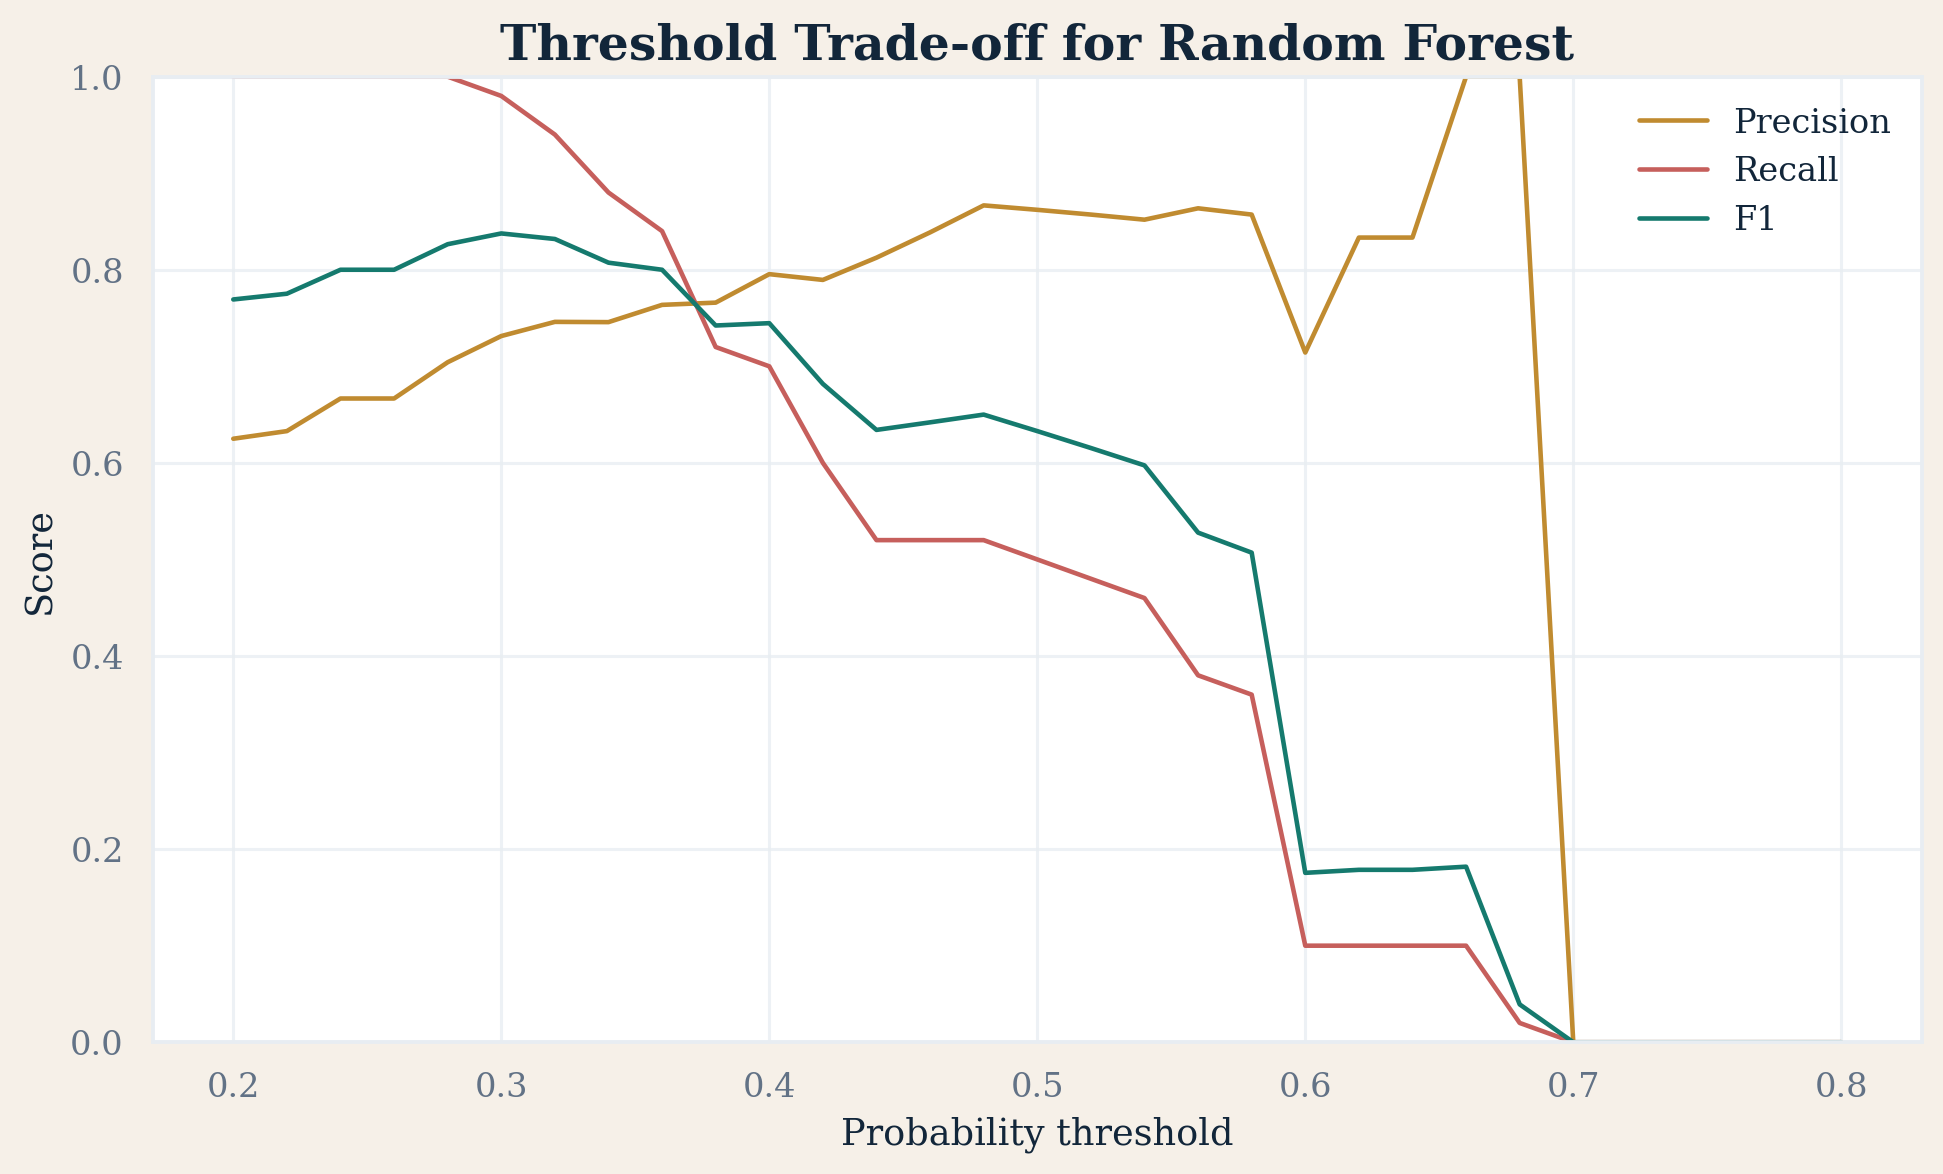 Threshold Trade-off for Random Forest
1.0
0.8
0.6
0.4
0.2
0.0
Score
Precision
Recall
F1
0.2 0.3 0.4 0.5 0.6 0.7 0.8
Probability threshold